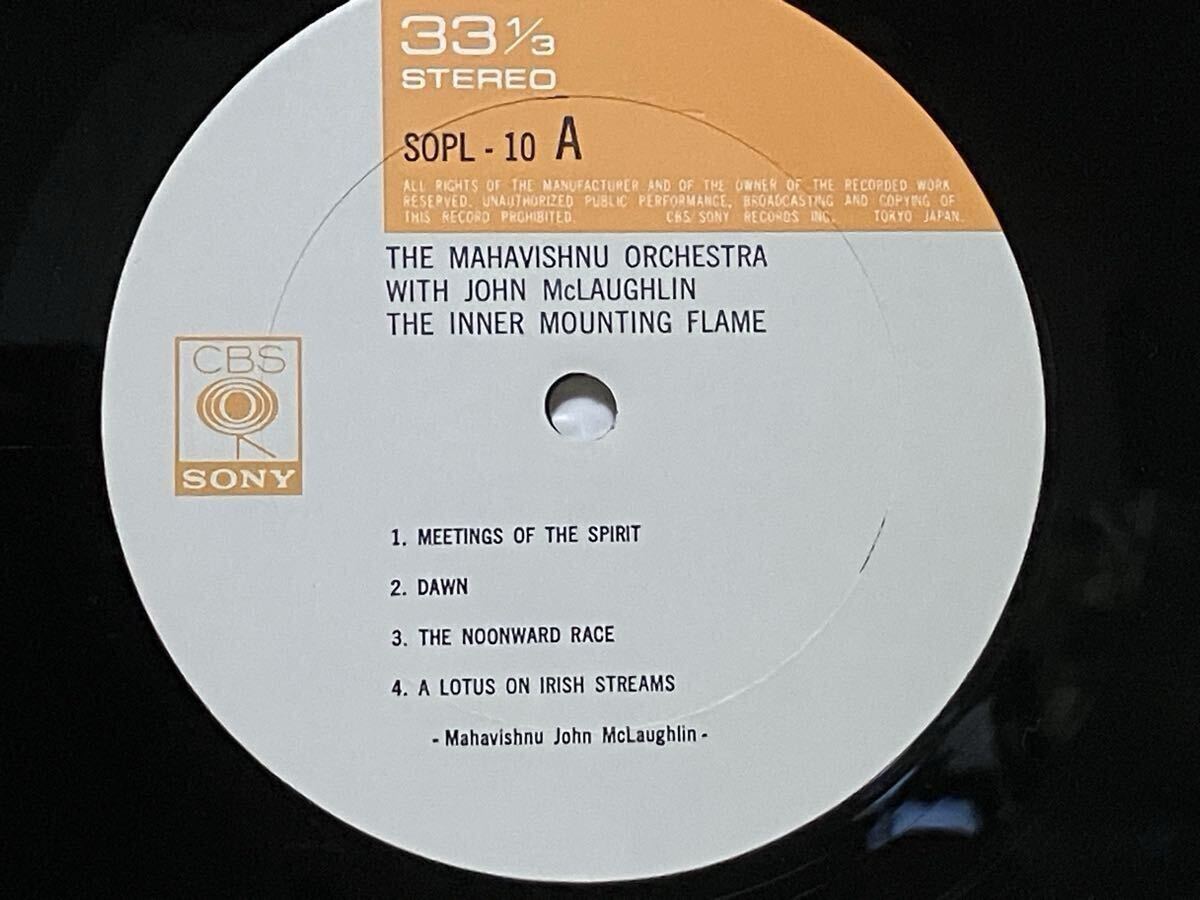 33 1/3
STEREO
SOPL - 10 A
ALL RIGHTS OF THE MANUFACTURER AND OF THE OWNER OF THE RECORDED WORK
RESERVED. UNAUTHORIZED PUBLIC PERFORMANCE, BROADCASTING AND COPYING OF
THIS RECORD PROHIBITED. CBS SONY RECORDS INC. TOKYO JAPAN.
THE MAHAVISHNU ORCHESTRA
WITH JOHN McLAUGHLIN
THE INNER MOUNTING FLAME
CBS
SONY
1. MEETINGS OF THE SPIRIT
2. DAWN
3. THE NOONWARD RACE
4. A LOTUS ON IRISH STREAMS
- Mahavishnu John McLaughlin -